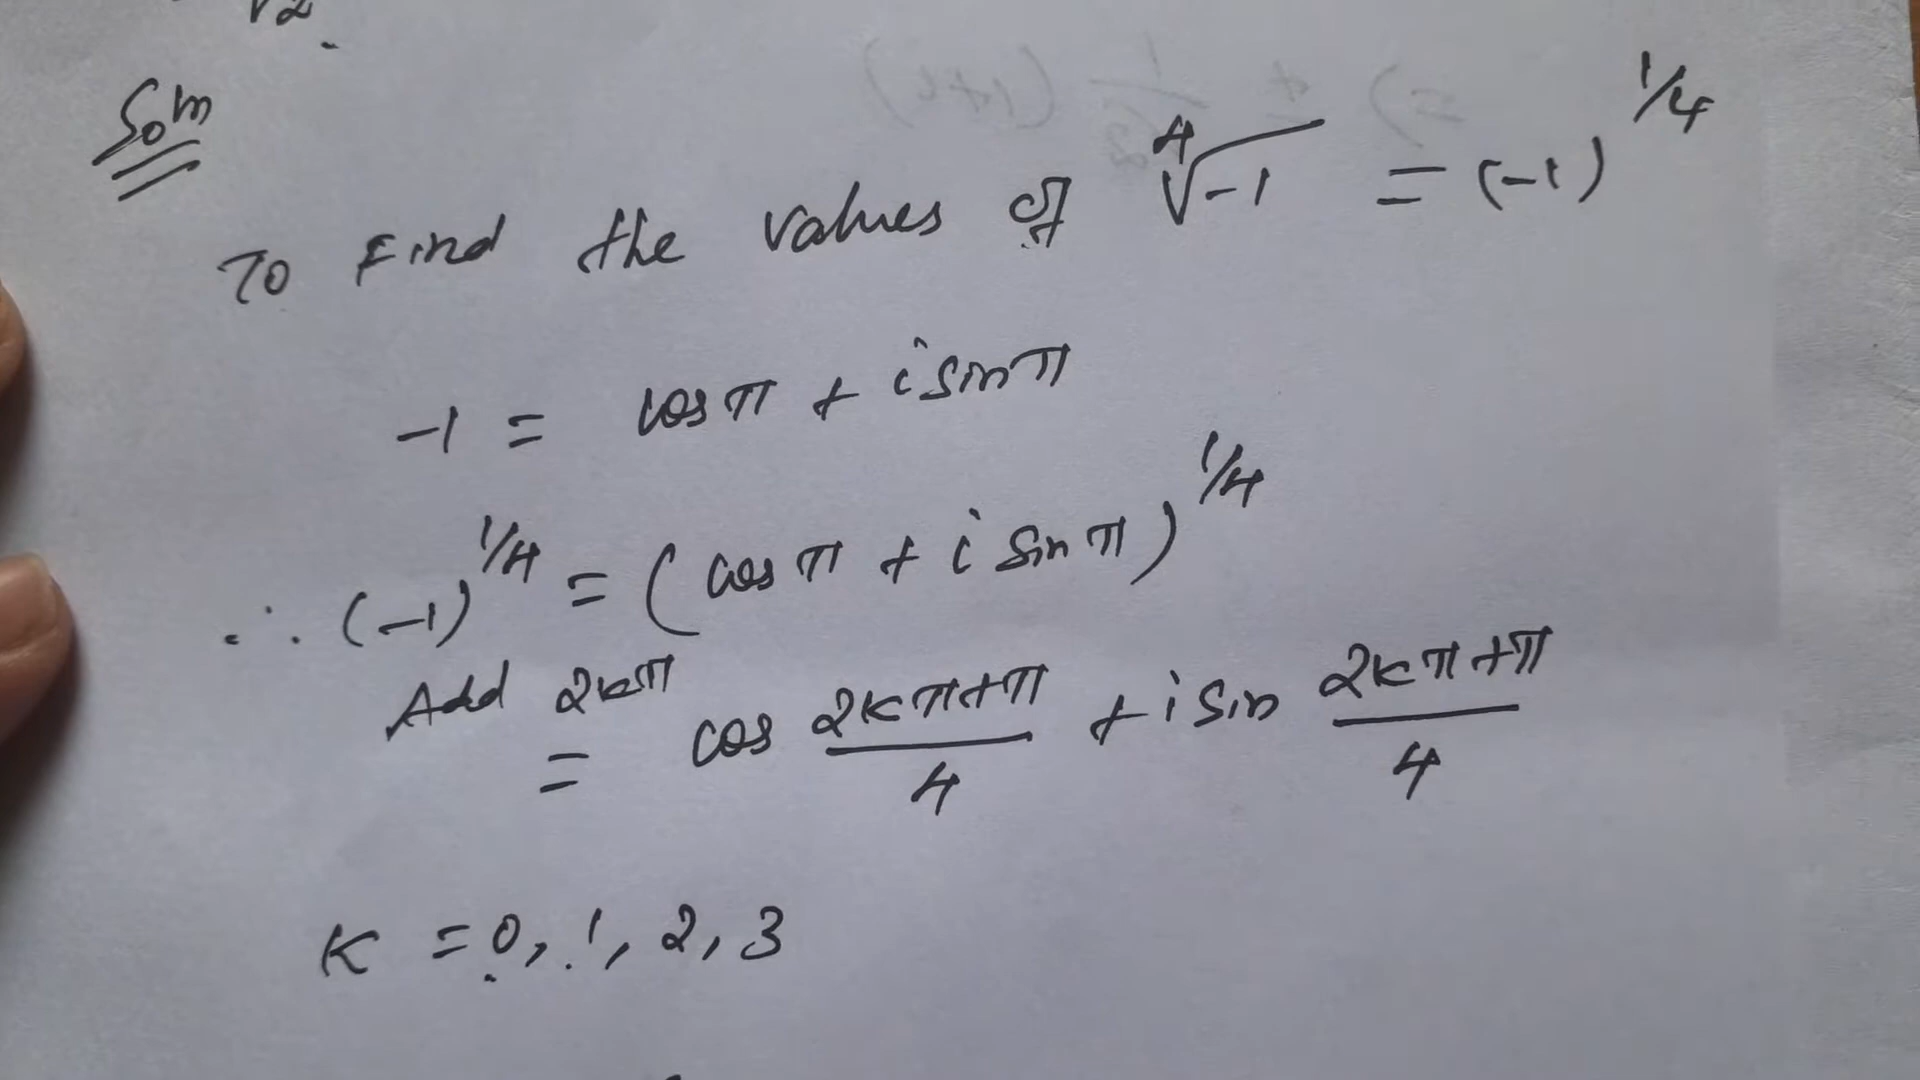 √2.
Soln
To Find the values of ∜-1 = (-1)^1/4
-1 = cos π + i sin π
∴ (-1)^1/4 = (cos π + i sin π)^1/4
Add 2kπ
= cos (2kπ+π)/4 + i sin (2kπ+π)/4
K = 0, 1, 2, 3